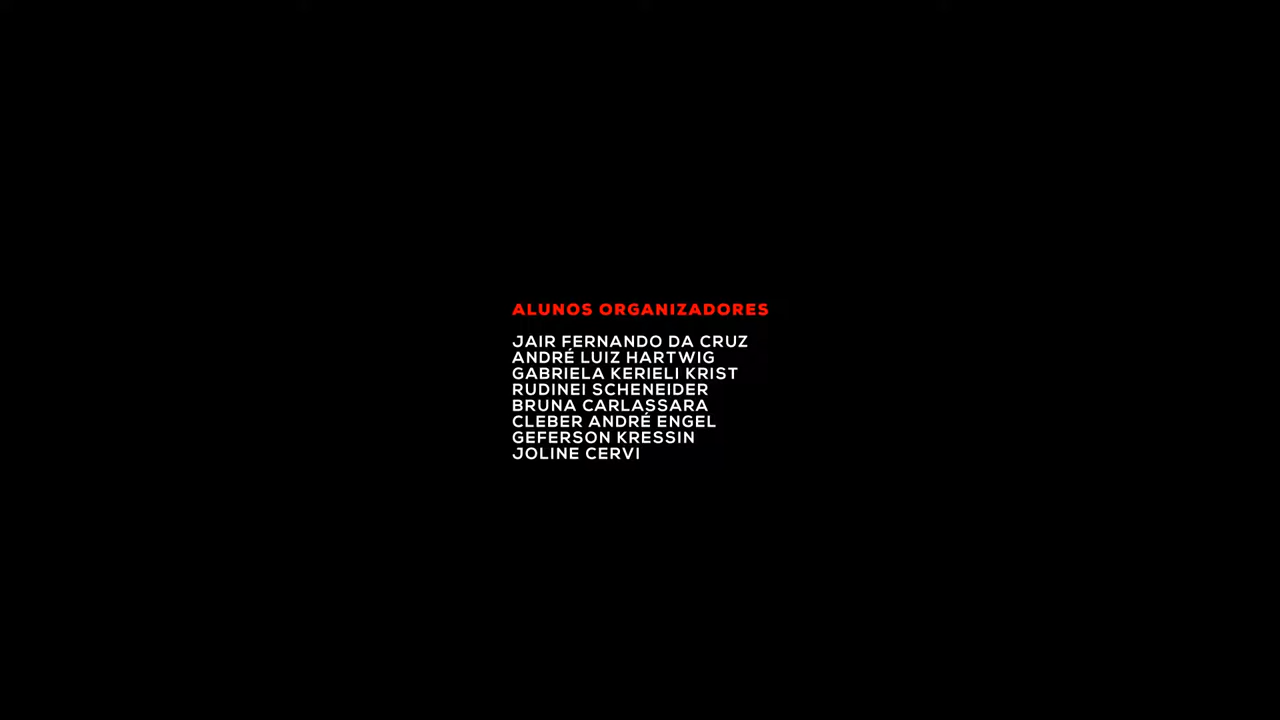 ALUNOS ORGANIZADORES
JAIR FERNANDO DA CRUZ
ANDRÉ LUIZ HARTWIG
GABRIELA KERIELI KRIST
RUDINEI SCHENEIDER
BRUNA CARLASSARA
CLEBER ANDRÉ ENGEL
GEFERSON KRESSIN
JOLINE CERVI